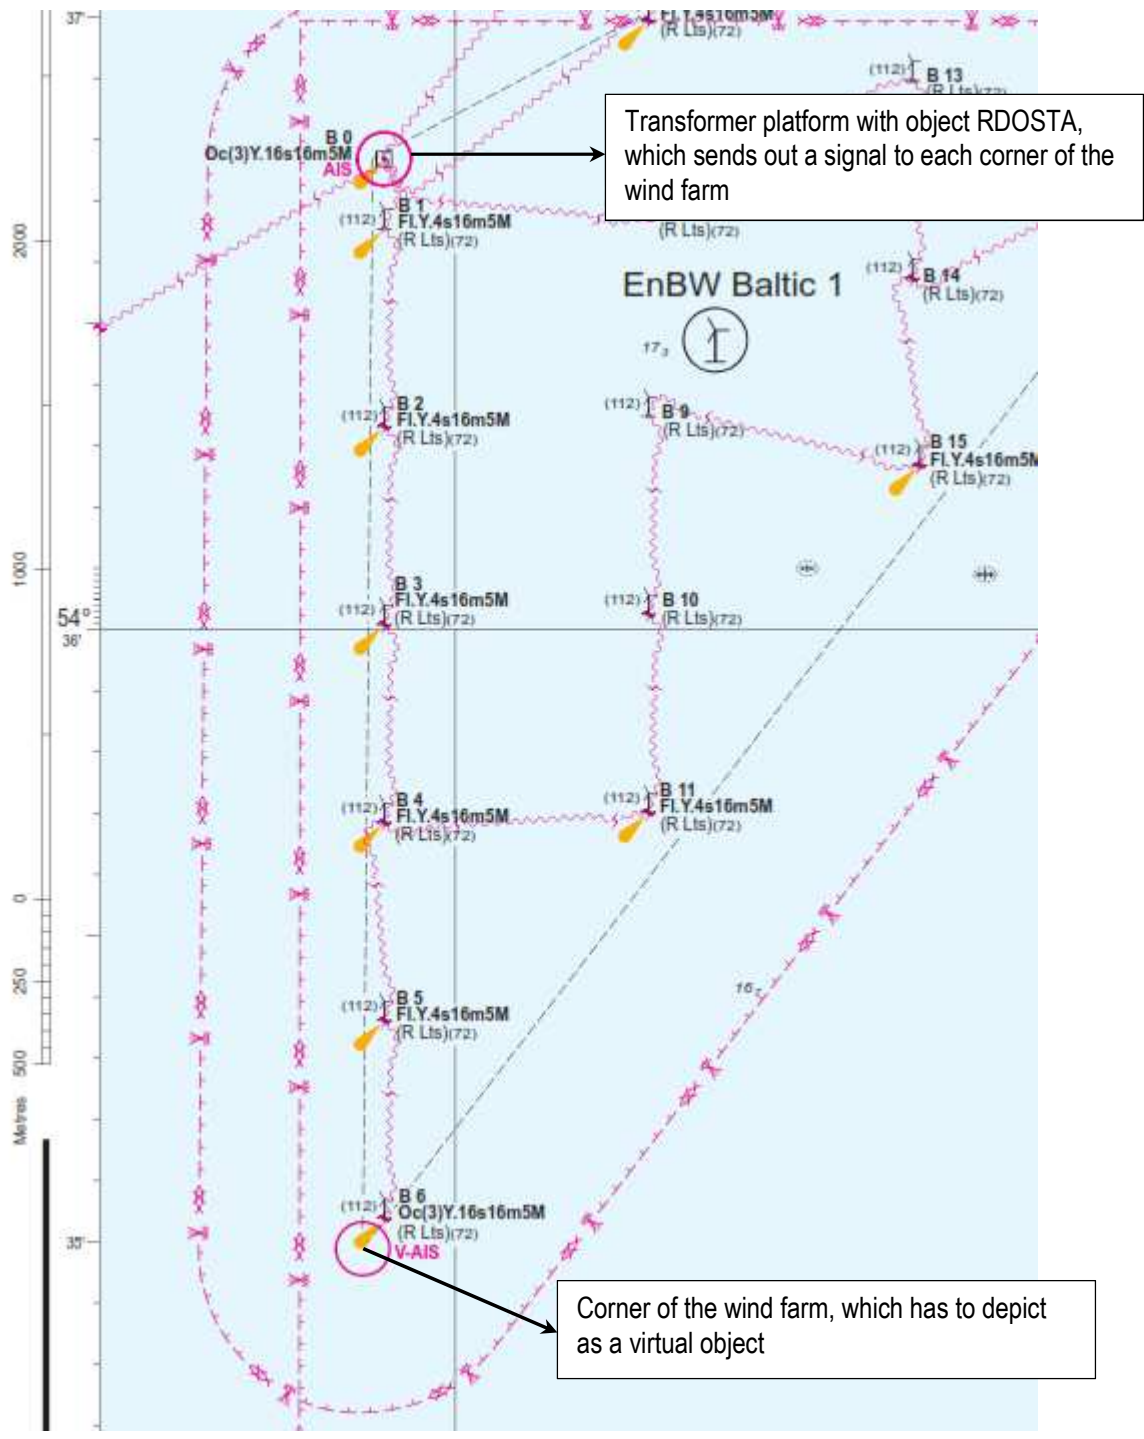 37'
Fl.Y.4s16m5M
(R Lts)(72)
(112)
B 13
(R Lts)(72)
Transformer platform with object RDOSTA,
which sends out a signal to each corner of the
wind farm
B 0
Oc(3)Y.16s16m5M
AIS
B 1
(112)
Fl.Y.4s16m5M
(R Lts)(72)
(112)
(R Lts)(72)
2000
(112)
B 14
(R Lts)(72)
EnBW Baltic 1
17₃
B 2
(112)
Fl.Y.4s16m5M
(R Lts)(72)
(112)
B 9
(R Lts)(72)
(112)
B 15
Fl.Y.4s16m5M
(R Lts)(72)
1000
B 3
Fl.Y.4s16m5M
(112)
(R Lts)(72)
(112)
B 10
(R Lts)(72)
54°
36'
B 4
(112)
Fl.Y.4s16m5M
(R Lts)(72)
B 11
(112)
Fl.Y.4s16m5M
(R Lts)(72)
0
250
16₇
B 5
(112)
Fl.Y.4s16m5M
(R Lts)(72)
500
Metres
B 6
(112)
Oc(3)Y.16s16m5M
(R Lts)(72)
35'
V-AIS
Corner of the wind farm, which has to depict
as a virtual object